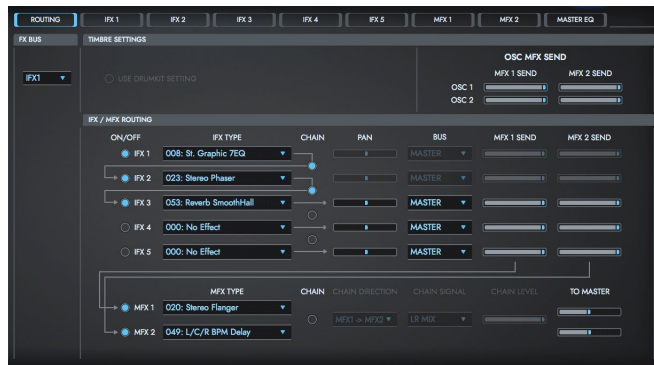 ROUTING IFX 1 IFX 2 IFX 3 IFX 4 IFX 5 MFX 1 MFX 2 MASTER EQ
FX BUS TIMBRE SETTINGS
OSC MFX SEND
MFX 1 SEND MFX 2 SEND
IFX1 USE DRUMKIT SETTING
OSC 1
OSC 2
IFX / MFX ROUTING
ON/OFF IFX TYPE CHAIN PAN BUS MFX 1 SEND MFX 2 SEND
IFX 1 008: St. Graphic 7EQ MASTER
IFX 2 023: Stereo Phaser MASTER
IFX 3 053: Reverb SmoothHall MASTER
IFX 4 000: No Effect MASTER
IFX 5 000: No Effect MASTER
MFX TYPE CHAIN CHAIN DIRECTION CHAIN SIGNAL CHAIN LEVEL TO MASTER
MFX 1 020: Stereo Flanger
MFX1 -> MFX2 LR MIX
MFX 2 049: L/C/R BPM Delay